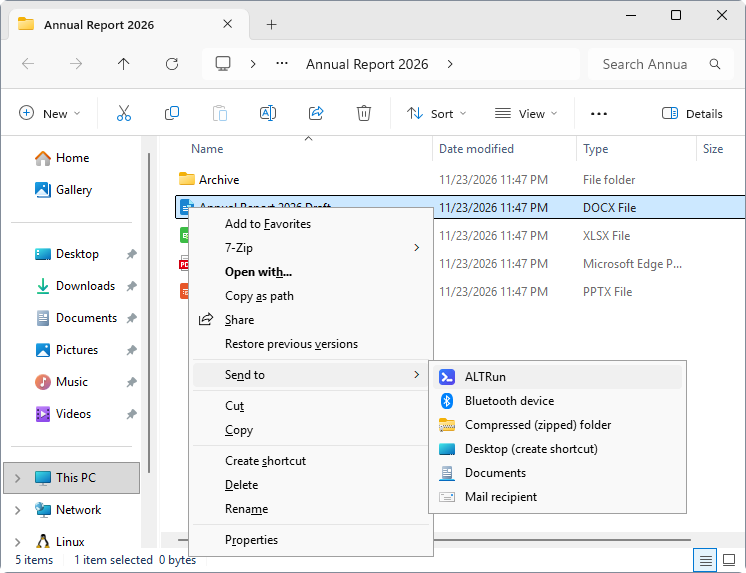 Annual Report 2026
Annual Report 2026
Search Annua
New
Sort
View
Details
Name
Date modified
Type
Size
Home
Gallery
Desktop
Downloads
Documents
Pictures
Music
Videos
This PC
Network
Linux
Archive 11/23/2026 11:47 PM File folder
Annual Report 2026 Draft 11/23/2026 11:47 PM DOCX File
11/23/2026 11:47 PM XLSX File
11/23/2026 11:47 PM Microsoft Edge P...
11/23/2026 11:47 PM PPTX File
Add to Favorites
7-Zip
Open with...
Copy as path
Share
Restore previous versions
Send to
Cut
Copy
Create shortcut
Delete
Rename
Properties
ALTRun
Bluetooth device
Compressed (zipped) folder
Desktop (create shortcut)
Documents
Mail recipient
5 items 1 item selected 0 bytes